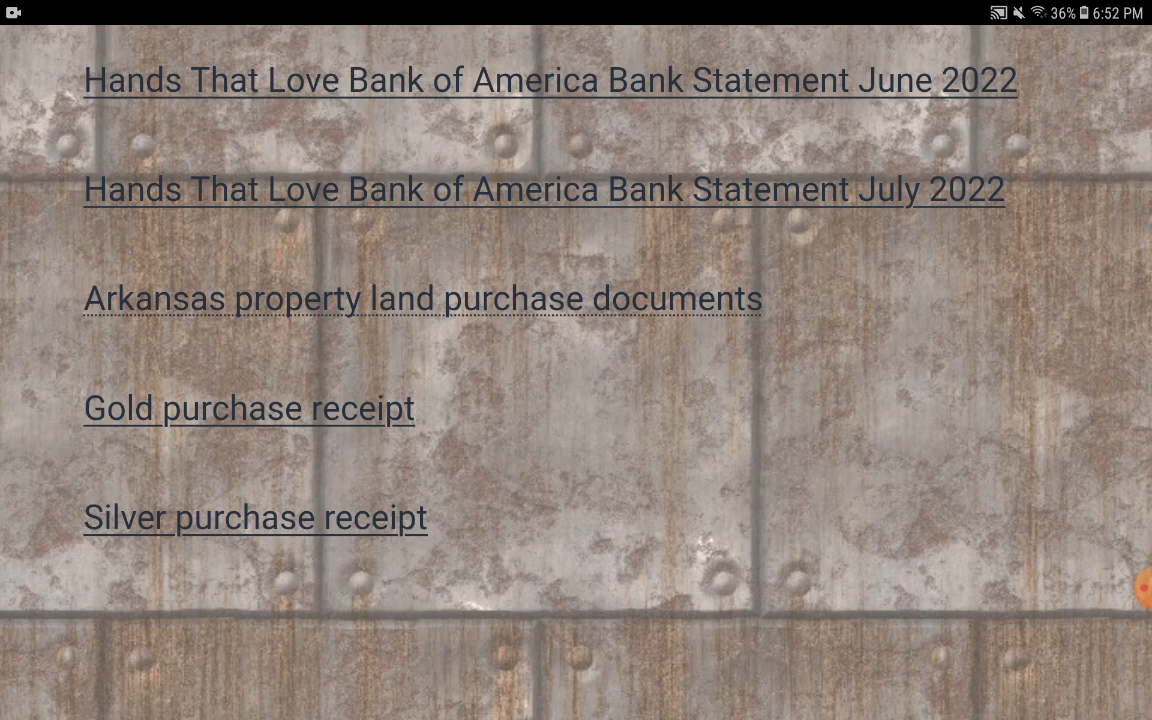 36% 6:52 PM
Hands That Love Bank of America Bank Statement June 2022
Hands That Love Bank of America Bank Statement July 2022
Arkansas property land purchase documents
Gold purchase receipt
Silver purchase receipt